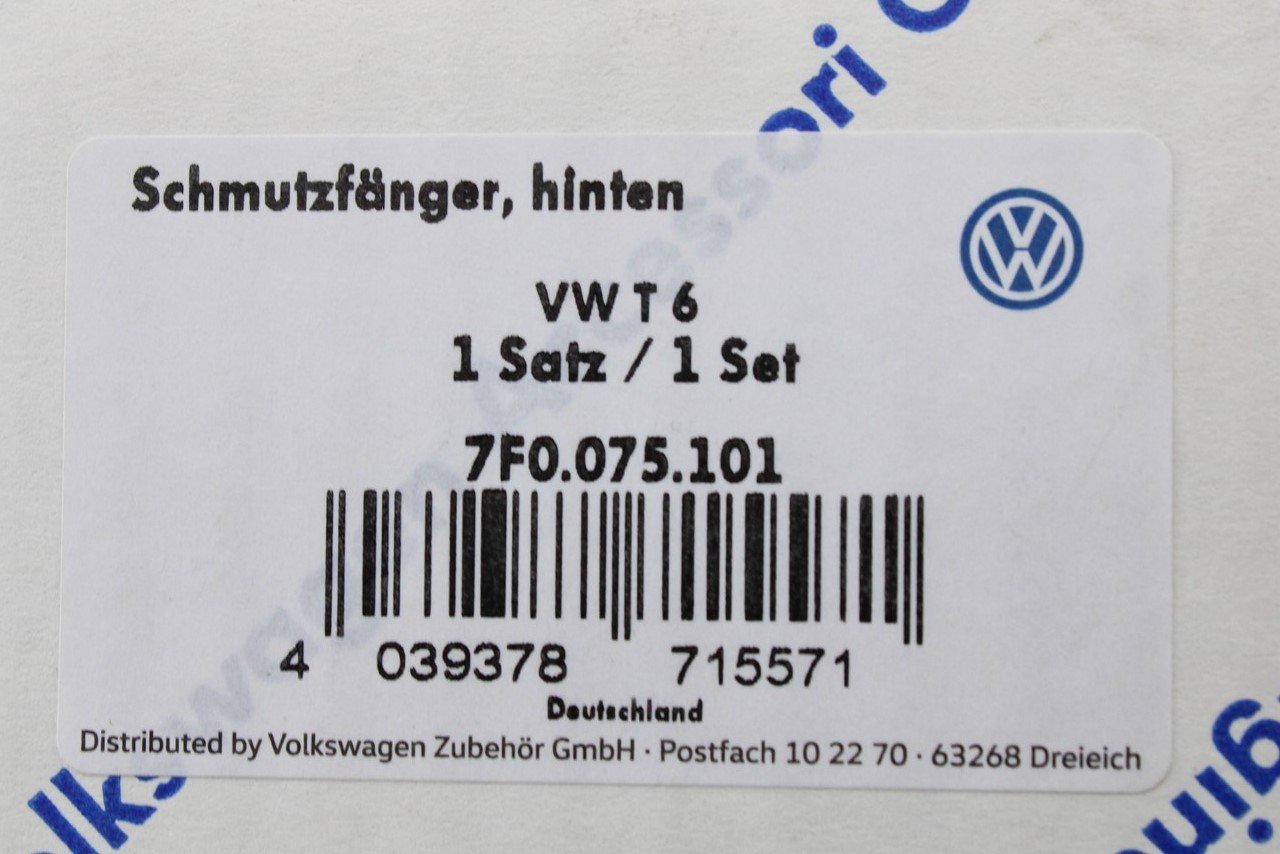 Schmutzfänger, hinten
VW T 6
1 Satz / 1 Set
7F0.075.101
4 039378 715571
Deutschland
Distributed by Volkswagen Zubehör GmbH · Postfach 10 22 70 · 63268 Dreieich